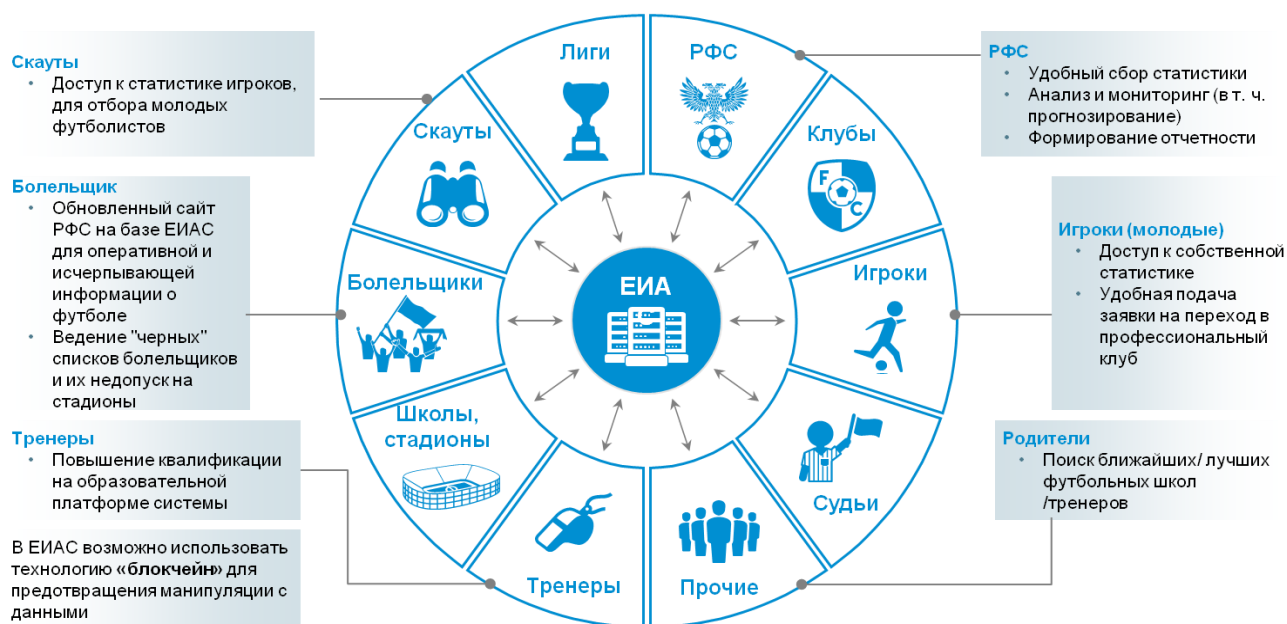 Скауты
• Доступ к статистике игроков,
для отбора молодых
футболистов
Болельщик
• Обновленный сайт
РФС на базе ЕИАС
для оперативной и
исчерпывающей
информации о
футболе
• Ведение "черных"
списков болельщиков
и их недопуск на
стадионы
Тренеры
• Повышение квалификации
на образовательной
платформе системы
В ЕИАС возможно использовать
технологию «блокчейн» для
предотвращения манипуляции с
данными
Лиги
РФС
Скауты
Клубы
F
C
Болельщики
ЕИА
Игроки
Школы,
стадионы
Судьи
Тренеры
Прочие
РФС
• Удобный сбор статистики
• Анализ и мониторинг (в т. ч.
прогнозирование)
• Формирование отчетности
Игроки (молодые)
• Доступ к собственной
статистике
• Удобная подача
заявки на переход в
профессиональный
клуб
Родители
• Поиск ближайших/ лучших
футбольных школ
/тренеров